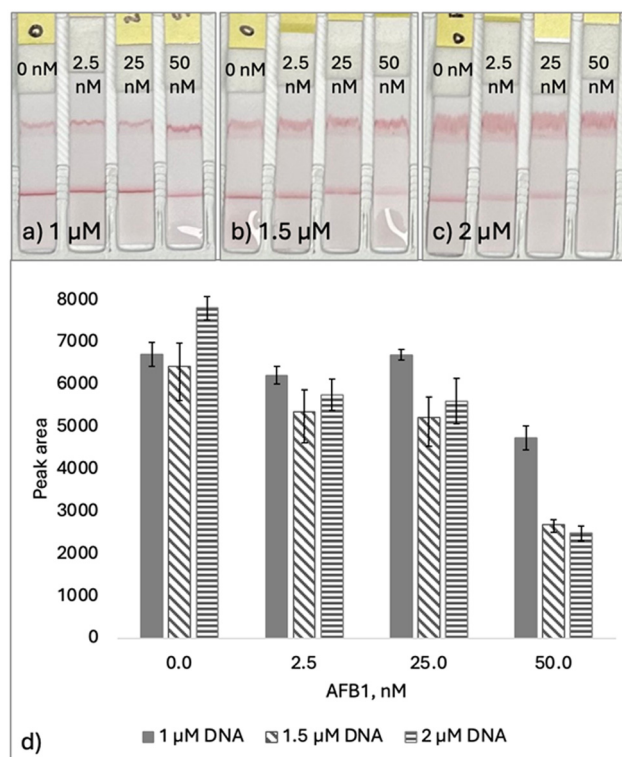 0 nM 2.5 nM 25 nM 50 nM
a) 1 µM
0 nM 2.5 nM 25 nM 50 nM
b) 1.5 µM
0 nM 2.5 nM 25 nM 50 nM
c) 2 µM
8000
7000
6000
5000
4000
3000
2000
1000
0
Peak area
0.0 2.5 25.0 50.0
AFB1, nM
1 µM DNA 1.5 µM DNA 2 µM DNA
d)